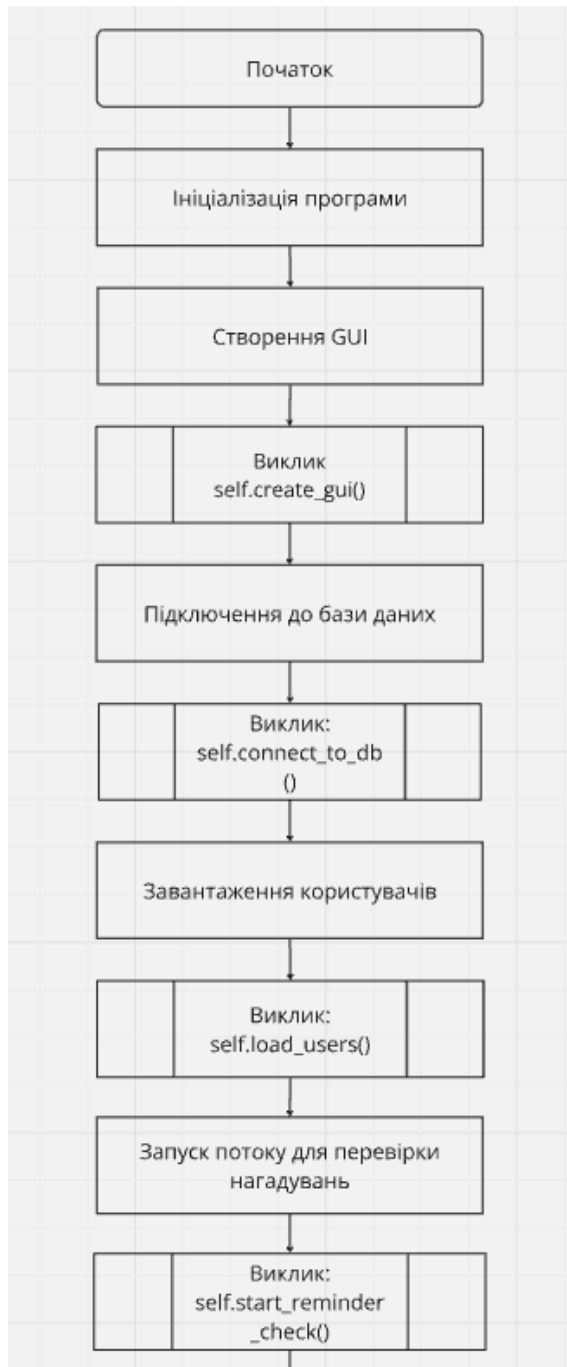 Початок
Ініціалізація програми
Створення GUI
Виклик
self.create_gui()
Підключення до бази даних
Виклик:
self.connect_to_db
()
Завантаження користувачів
Виклик:
self.load_users()
Запуск потоку для перевірки
нагадувань
Виклик:
self.start_reminder
_check()